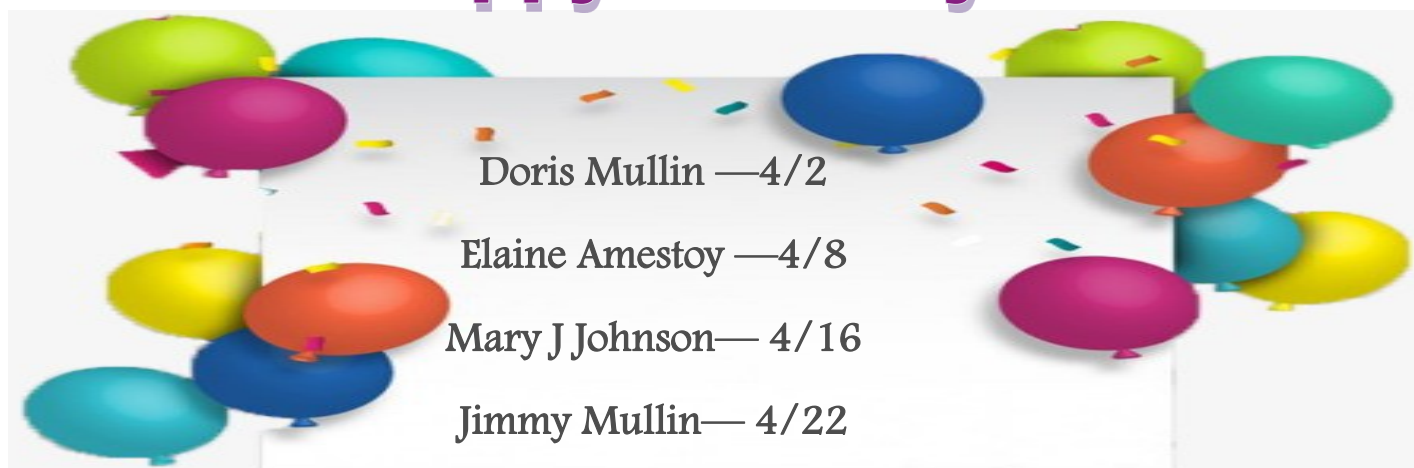 Doris Mullin —4/2
Elaine Amestoy —4/8
Mary J Johnson— 4/16
Jimmy Mullin— 4/22